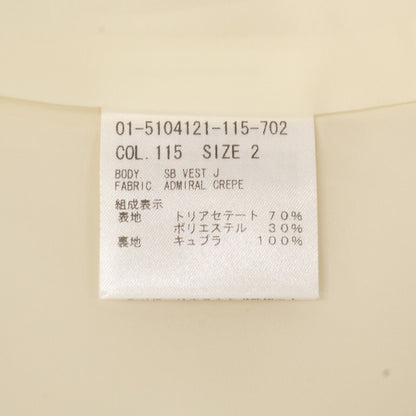 01-5104121-115-702
COL.115 SIZE 2
BODY SB VEST J
FABRIC ADMIRAL CREPE
組成表示
表地 トリアセテート 70%
ポリエステル 30%
裏地 キュプラ 100%